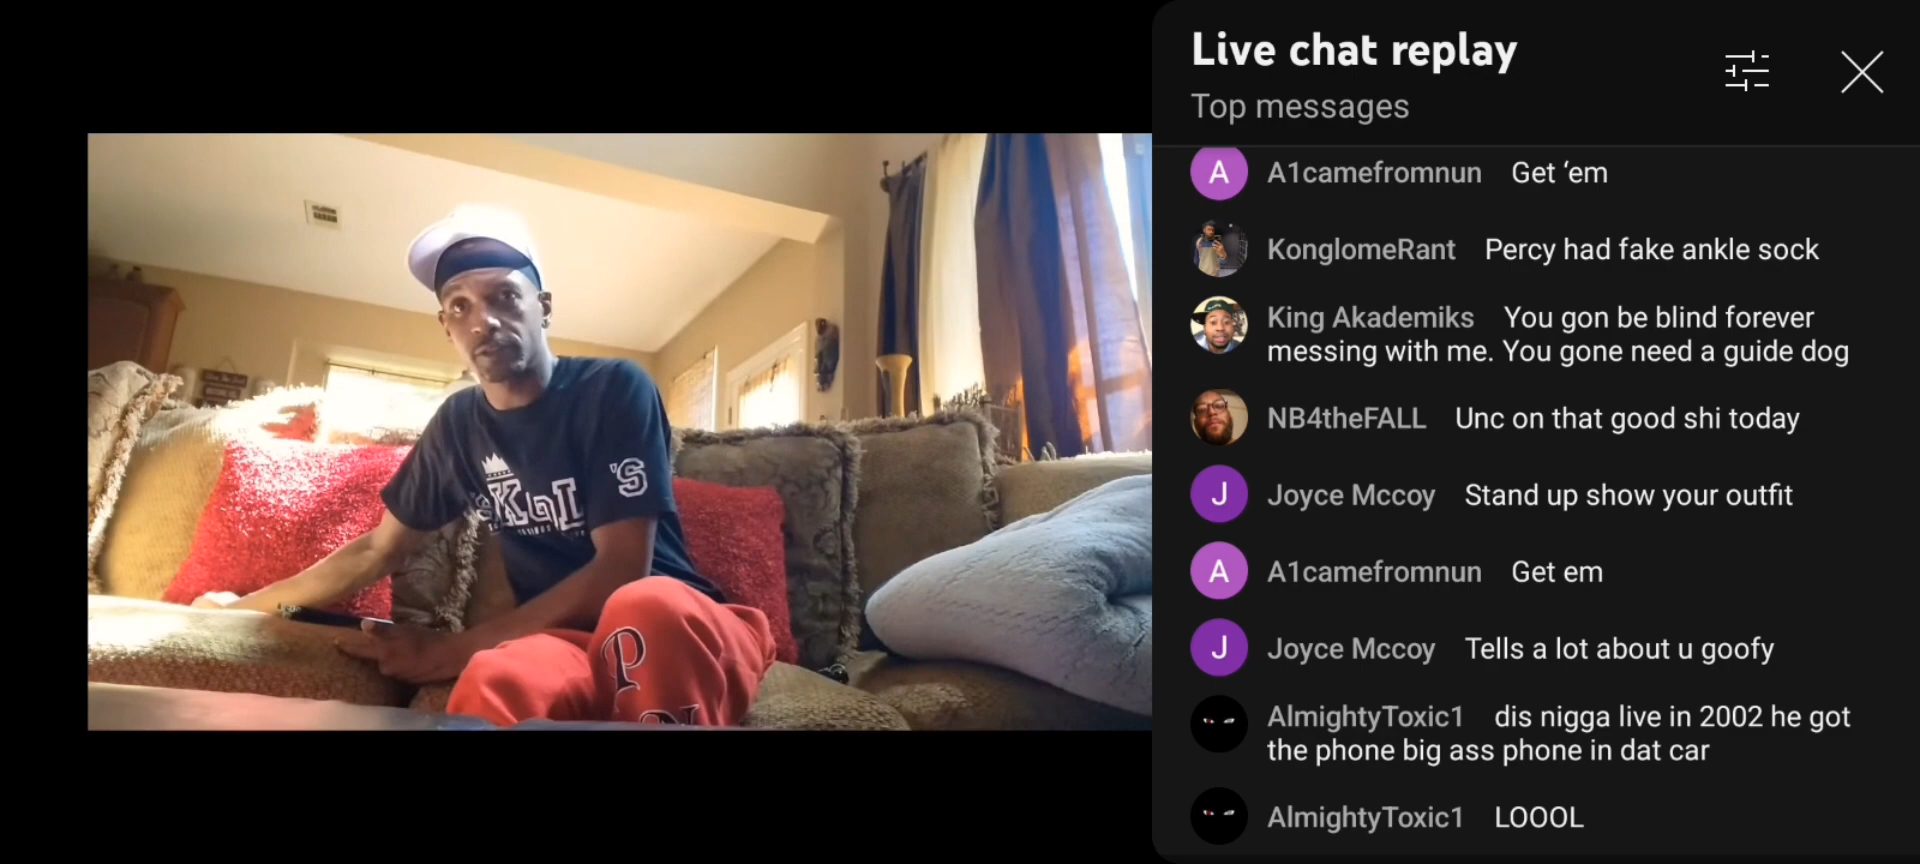 Live chat replay
Top messages
A A1camefromnun Get ‘em
KonglomeRant Percy had fake ankle sock
King Akademiks You gon be blind forever
messing with me. You gone need a guide dog
NB4theFALL Unc on that good shi today
J Joyce Mccoy Stand up show your outfit
A A1camefromnun Get em
J Joyce Mccoy Tells a lot about u goofy
AlmightyToxic1 dis nigga live in 2002 he got
the phone big ass phone in dat car
AlmightyToxic1 LOOOL
'S
P